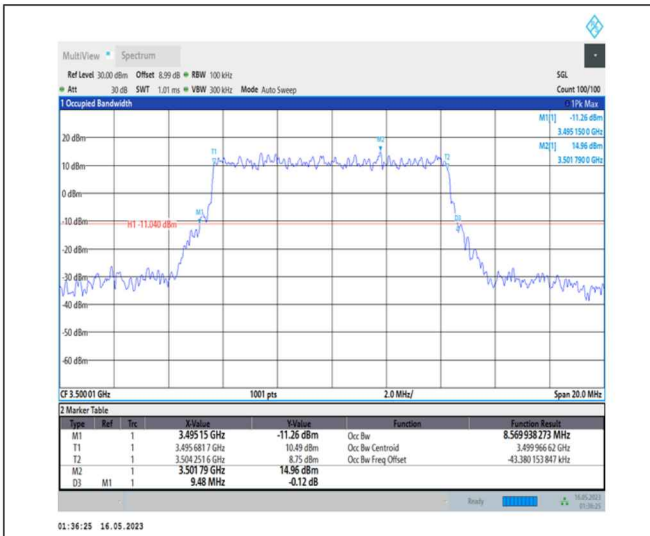 MultiView Spectrum
Ref Level 30.00 dBm Offset 8.99 dB RBW 100 kHz SGL
Att 30 dB SWT 1.01 ms VBW 300 kHz Mode Auto Sweep Count 100/100
1 Occupied Bandwidth 1Pk Max
M1[1] -11.26 dBm
3.495 150 0 GHz
M2[1] 14.96 dBm
3.501 790 0 GHz
20 dBm
M2
T1
T2
10 dBm
0 dBm
M1
-10 dBm
D3
H1 -11.040 dBm
-20 dBm
-30 dBm
-40 dBm
-50 dBm
-60 dBm
CF 3.500 01 GHz 1001 pts 2.0 MHz/ Span 20.0 MHz
2 Marker Table
Type Ref Trc X-Value Y-Value Function Function Result
M1 1 3.495 15 GHz -11.26 dBm Occ Bw 8.569 938 273 MHz
T1 1 3.495 681 7 GHz 10.49 dBm Occ Bw Centroid 3.499 966 62 GHz
T2 1 3.504 251 6 GHz 8.75 dBm Occ Bw Freq Offset -43.380 153 847 kHz
M2 1 3.501 79 GHz 14.96 dBm
D3 M1 1 9.48 MHz -0.12 dB
Ready 16.05.2023
01:36:25
01:36:25 16.05.2023